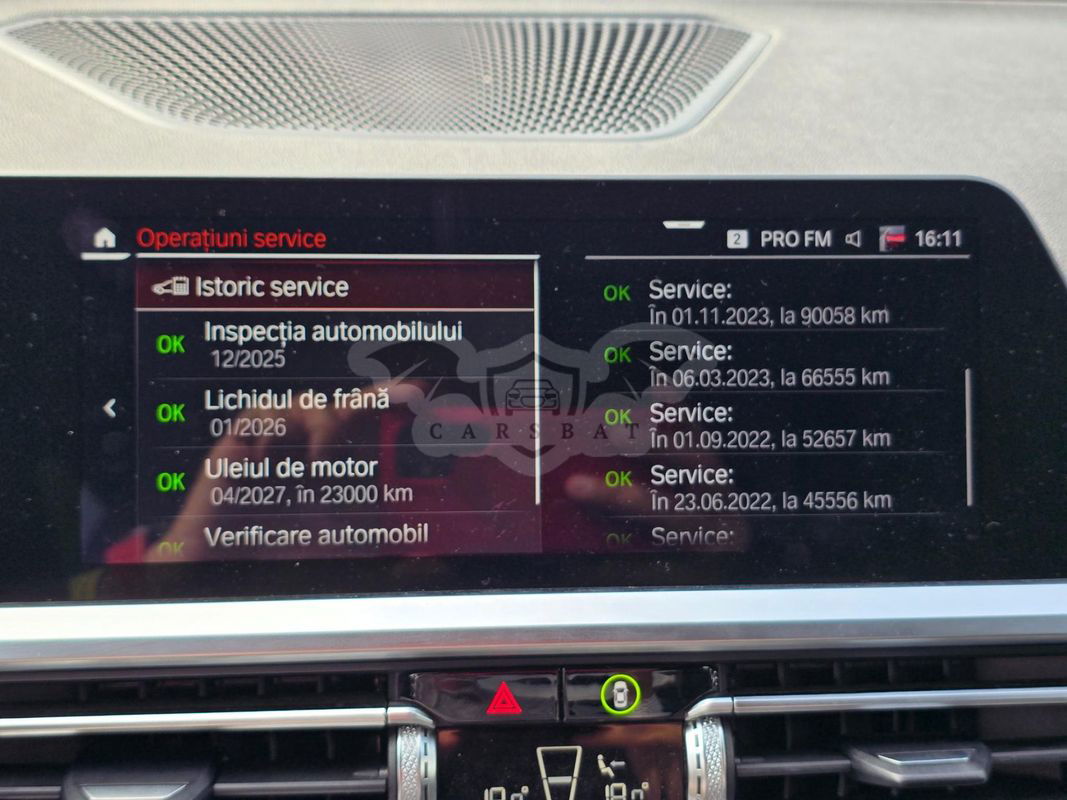 Operațiuni service
2 PRO FM 16:11
Istoric service
OK Inspecția automobilului
12/2025
OK Lichidul de frână
01/2026
OK Uleiul de motor
04/2027, în 23000 km
OK Verificare automobil
OK Service:
În 01.11.2023, la 90058 km
OK Service:
În 06.03.2023, la 66555 km
OK Service:
În 01.09.2022, la 52657 km
OK Service:
În 23.06.2022, la 45556 km
OK Service:
CARSBAT